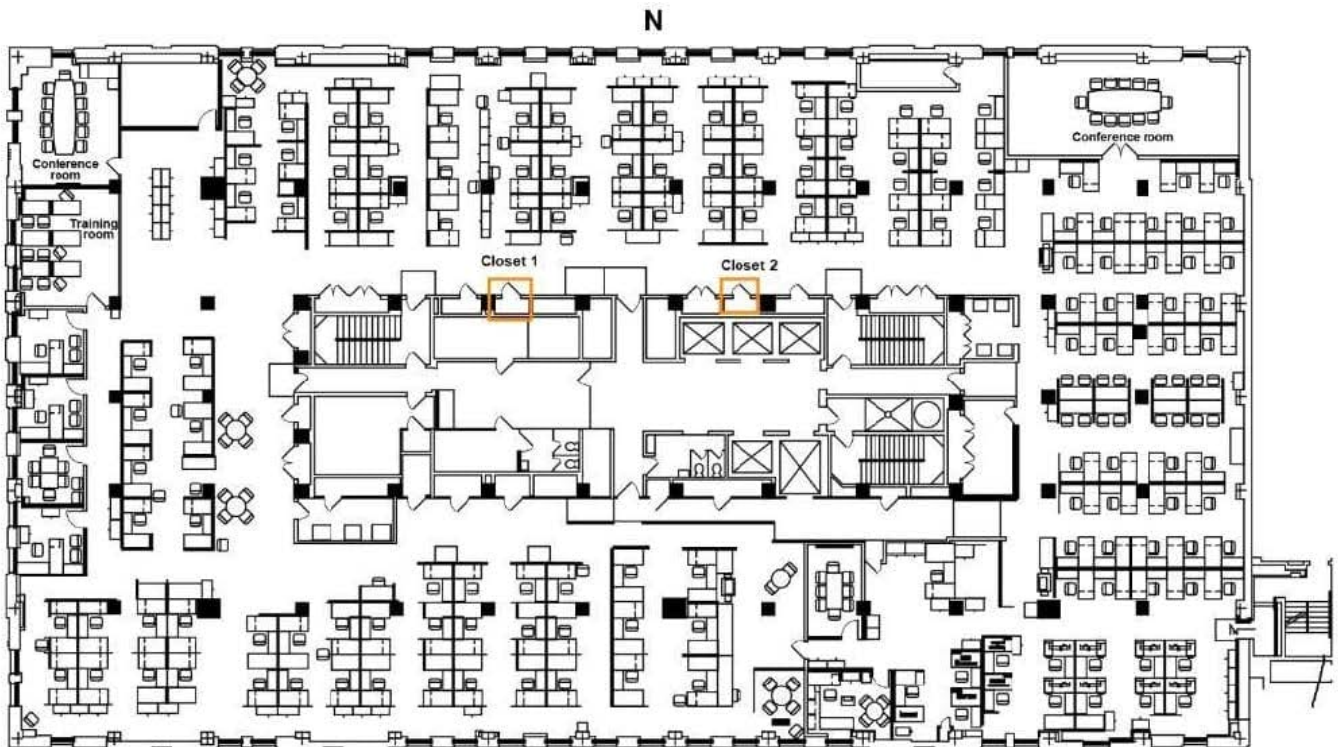 N
Conference
room
Conference room
Training
room
Closet 1
Closet 2